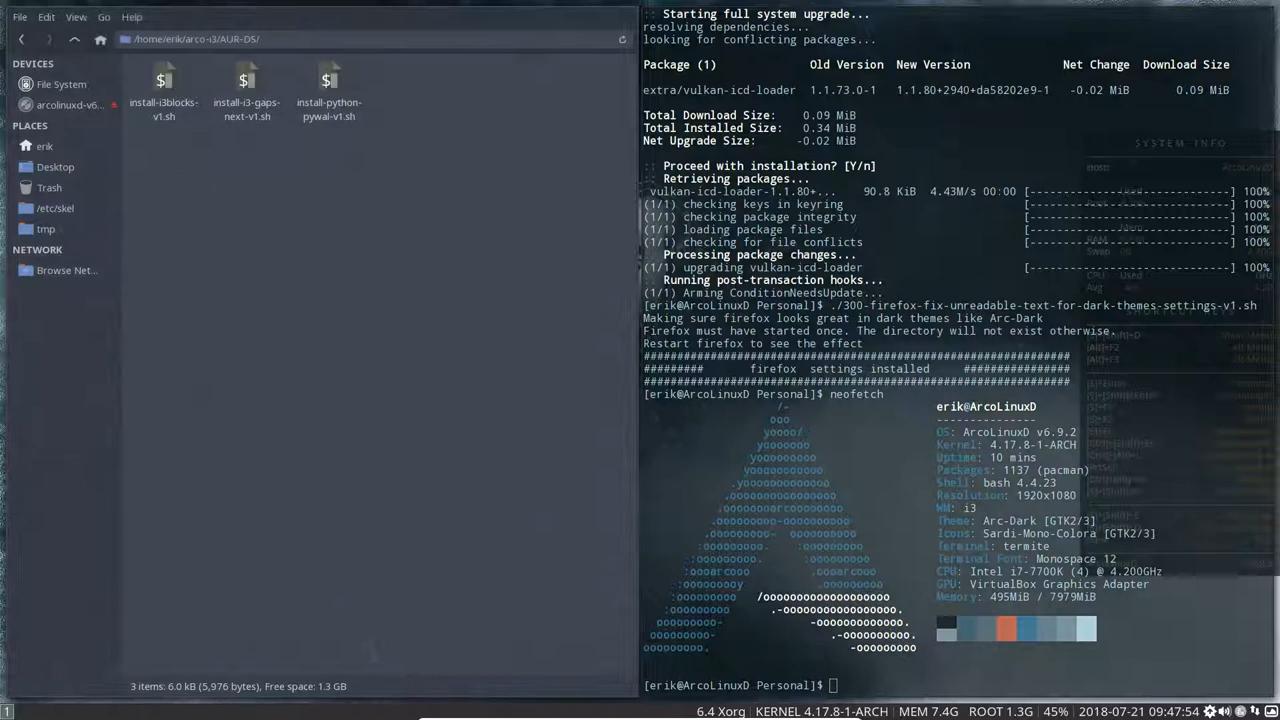 File Edit View Go Help
/home/erik/arco-i3/AUR-DS/
DEVICES
File System
arcolinuxd-v6...
PLACES
erik
Desktop
Trash
/etc/skel
tmp
NETWORK
Browse Net...
install-i3blocks-
v1.sh
install-i3-gaps-
next-v1.sh
install-python-
pywal-v1.sh
3 items: 6.0 kB (5,976 bytes), Free space: 1.3 GB
:: Starting full system upgrade...
resolving dependencies...
looking for conflicting packages...
Package (1) Old Version New Version Net Change Download Size
extra/vulkan-icd-loader 1.1.73.0-1 1.1.80+2940+da58202e9-1 -0.02 MiB 0.09 MiB
Total Download Size: 0.09 MiB
Total Installed Size: 0.34 MiB
Net Upgrade Size: -0.02 MiB
:: Proceed with installation? [Y/n]
:: Retrieving packages...
vulkan-icd-loader-1.1.80+... 90.8 KiB 4.43M/s 00:00 [------------------------------] 100%
(1/1) checking keys in keyring [------------------------------] 100%
(1/1) checking package integrity [------------------------------] 100%
(1/1) loading package files [------------------------------] 100%
(1/1) checking for file conflicts [------------------------------] 100%
:: Processing package changes...
(1/1) upgrading vulkan-icd-loader [------------------------------] 100%
:: Running post-transaction hooks...
(1/1) Arming ConditionNeedsUpdate...
[erik@ArcoLinuxD Personal]$ ./300-firefox-fix-unreadable-text-for-dark-themes-settings-v1.sh
Making sure firefox looks great in dark themes like Arc-Dark
Firefox must have started once. The directory will not exist otherwise.
Restart firefox to see the effect
################################################################
######### firefox settings installed ################
################################################################
[erik@ArcoLinuxD Personal]$ neofetch
erik@ArcoLinuxD
---------------
OS: ArcoLinuxD v6.9.2
Kernel: 4.17.8-1-ARCH
Uptime: 10 mins
Packages: 1137 (pacman)
Shell: bash 4.4.23
Resolution: 1920x1080
WM: i3
Theme: Arc-Dark [GTK2/3]
Icons: Sardi-Mono-Colora [GTK2/3]
Terminal: termite
Terminal Font: Monospace 12
CPU: Intel i7-7700K (4) @ 4.200GHz
GPU: VirtualBox Graphics Adapter
Memory: 495MiB / 7979MiB
[erik@ArcoLinuxD Personal]$
SYSTEM INFO
1
6.4 Xorg KERNEL 4.17.8-1-ARCH MEM 7.4G ROOT 1.3G 45% 2018-07-21 09:47:54